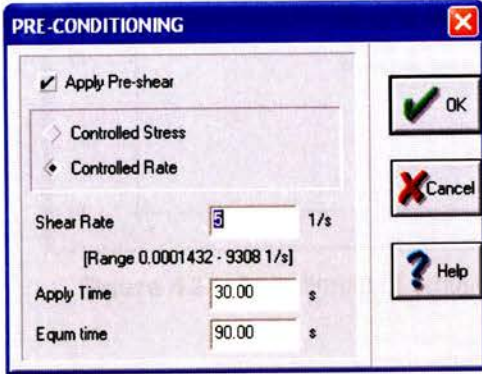 PRE-CONDITIONING
Apply Pre-shear
Controlled Stress
Controlled Rate
Shear Rate 5 1/s
[Range 0.0001432 - 9308 1/s]
Apply Time 30.00 s
Equm time 90.00 s
OK
Cancel
Help